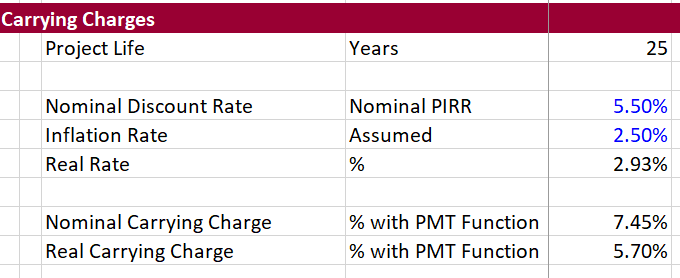 Carrying Charges
Project Life Years 25
Nominal Discount Rate Nominal PIRR 5.50%
Inflation Rate Assumed 2.50%
Real Rate % 2.93%
Nominal Carrying Charge % with PMT Function 7.45%
Real Carrying Charge % with PMT Function 5.70%